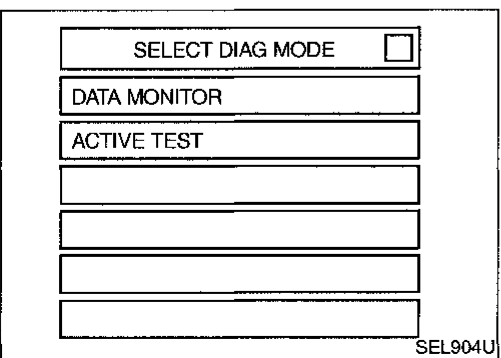 SELECT DIAG MODE
DATA MONITOR
ACTIVE TEST
SEL904U